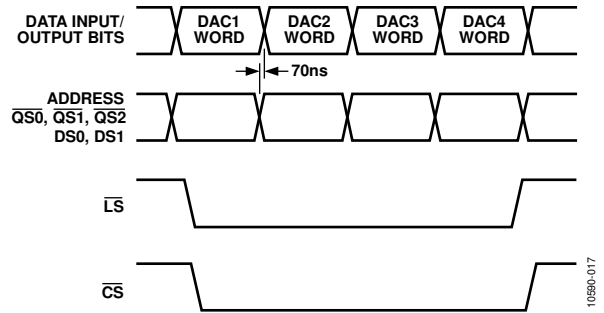 DATA INPUT/
OUTPUT BITS
DAC1
WORD
DAC2
WORD
DAC3
WORD
DAC4
WORD
70ns
ADDRESS
QS0, QS1, QS2
DS0, DS1
LS
CS
10590-017